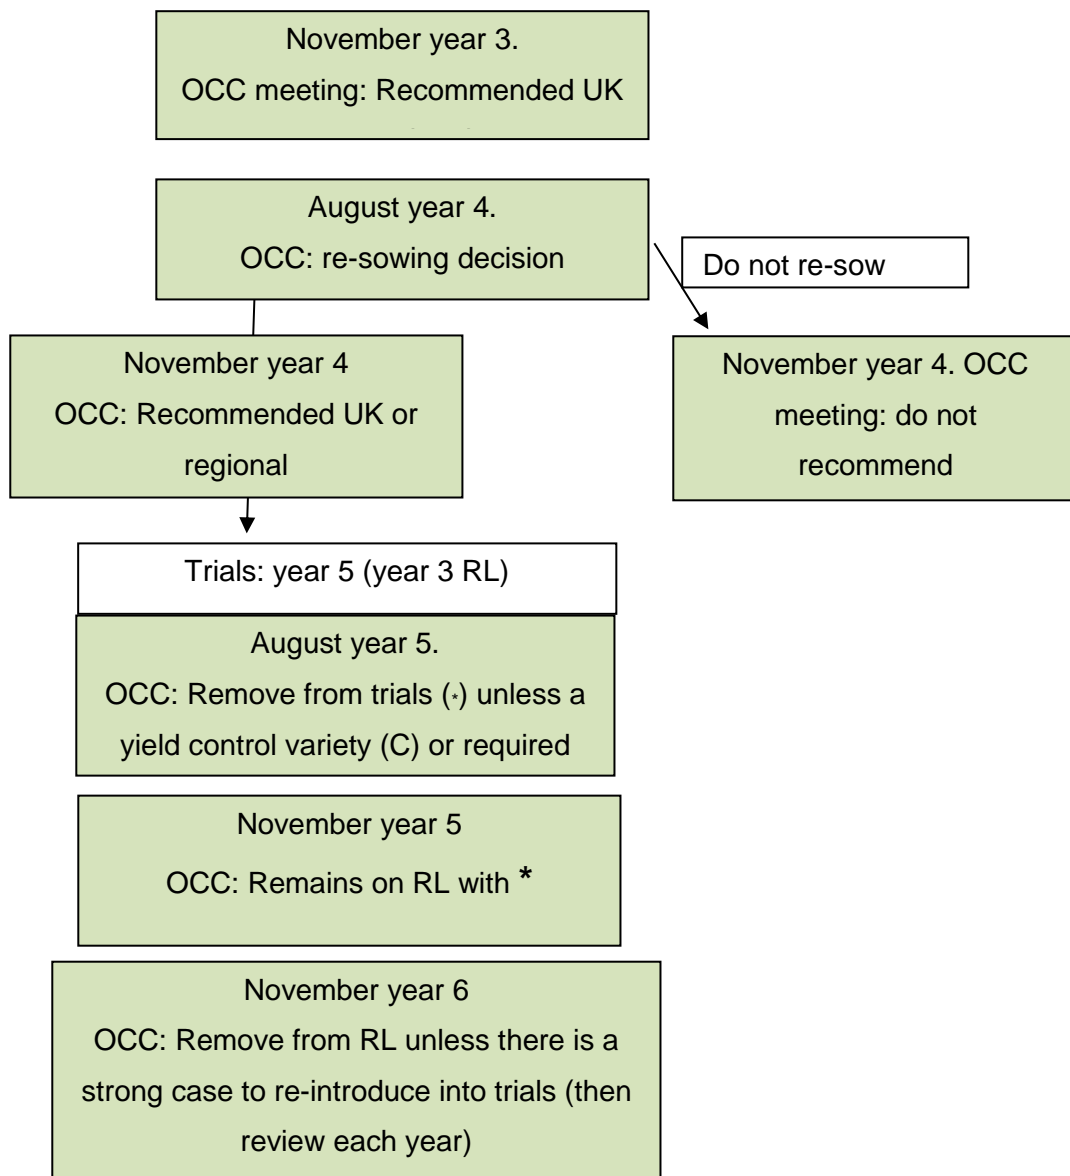 November year 3.
OCC meeting: Recommended UK
August year 4.
OCC: re-sowing decision
Do not re-sow
November year 4
OCC: Recommended UK or
regional
November year 4. OCC
meeting: do not
recommend
Trials: year 5 (year 3 RL)
August year 5.
OCC: Remove from trials (*) unless a
yield control variety (C) or required
November year 5
OCC: Remains on RL with *
November year 6
OCC: Remove from RL unless there is a
strong case to re-introduce into trials (then
review each year)